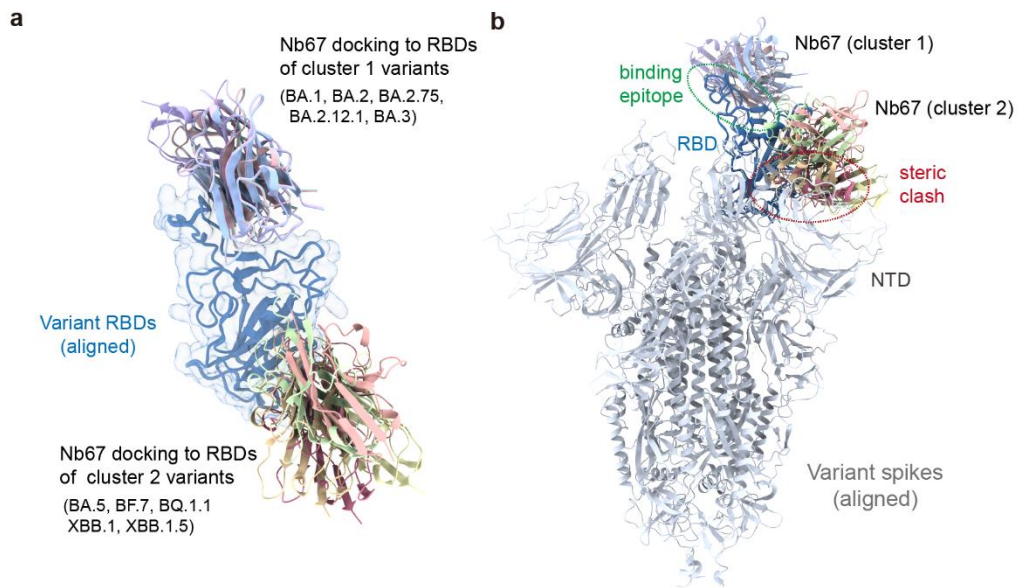 a
Nb67 docking to RBDs
of cluster 1 variants
(BA.1, BA.2, BA.2.75,
BA.2.12.1, BA.3)
Variant RBDs
(aligned)
Nb67 docking to RBDs
of cluster 2 variants
(BA.5, BF.7, BQ.1.1
XBB.1, XBB.1.5)
b
Nb67 (cluster 1)
binding
epitope
Nb67 (cluster 2)
RBD
steric
clash
NTD
Variant spikes
(aligned)